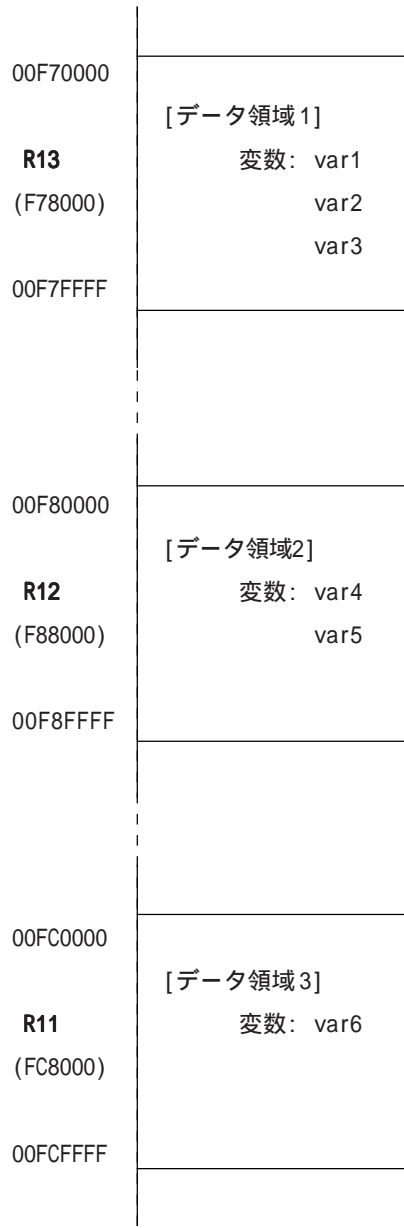 00F70000
[データ領域1]
R13 変数: var1
(F78000) var2
var3
00F7FFFF
00F80000
[データ領域2]
R12 変数: var4
(F88000) var5
00F8FFFF
00FC0000
[データ領域3]
R11 変数: var6
(FC8000)
00FCFFFF